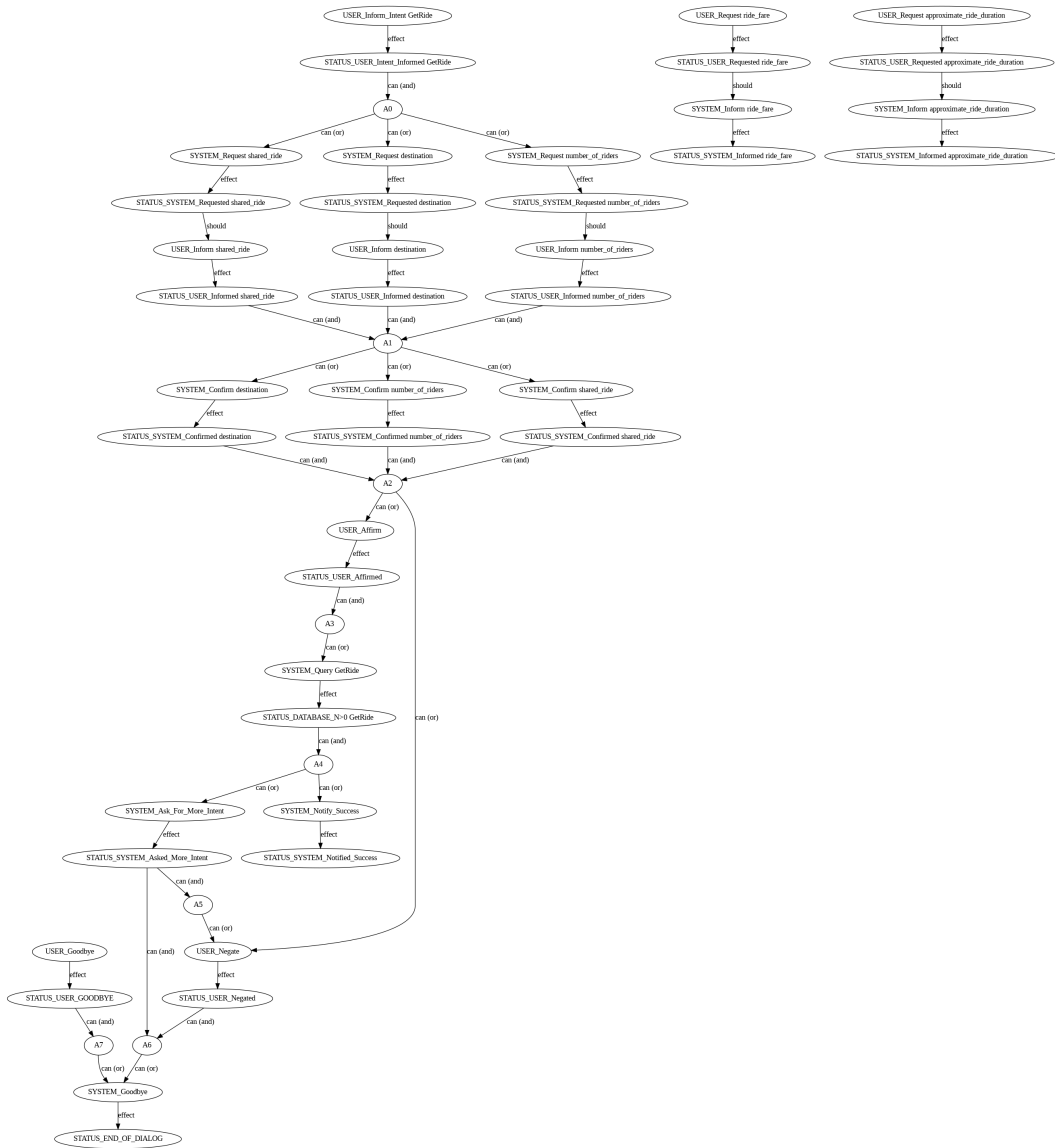 USER_Inform_Intent GetRide
USER_Request ride_fare
USER_Request approximate_ride_duration
effect
effect
effect
STATUS_USER_Intent_Informed GetRide
STATUS_USER_Requested ride_fare
STATUS_USER_Requested approximate_ride_duration
can (and)
should
should
A0
SYSTEM_Inform ride_fare
SYSTEM_Inform approximate_ride_duration
can (or)
can (or)
can (or)
effect
effect
SYSTEM_Request shared_ride
SYSTEM_Request destination
SYSTEM_Request number_of_riders
STATUS_SYSTEM_Informed ride_fare
STATUS_SYSTEM_Informed approximate_ride_duration
effect
effect
effect
STATUS_SYSTEM_Requested shared_ride
STATUS_SYSTEM_Requested destination
STATUS_SYSTEM_Requested number_of_riders
should
should
should
USER_Inform shared_ride
USER_Inform destination
USER_Inform number_of_riders
effect
effect
effect
STATUS_USER_Informed shared_ride
STATUS_USER_Informed destination
STATUS_USER_Informed number_of_riders
can (and)
can (and)
can (and)
A1
can (or)
can (or)
can (or)
SYSTEM_Confirm destination
SYSTEM_Confirm number_of_riders
SYSTEM_Confirm shared_ride
effect
effect
effect
STATUS_SYSTEM_Confirmed destination
STATUS_SYSTEM_Confirmed number_of_riders
STATUS_SYSTEM_Confirmed shared_ride
can (and)
can (and)
can (and)
A2
can (or)
USER_Affirm
effect
STATUS_USER_Affirmed
can (and)
A3
can (or)
SYSTEM_Query GetRide
effect
STATUS_DATABASE_N>0 GetRide
can (or)
can (and)
A4
can (or)
can (or)
SYSTEM_Ask_For_More_Intent
SYSTEM_Notify_Success
effect
effect
STATUS_SYSTEM_Asked_More_Intent
STATUS_SYSTEM_Notified_Success
can (and)
A5
can (or)
USER_Goodbye
can (and)
USER_Negate
effect
effect
STATUS_USER_GOODBYE
STATUS_USER_Negated
can (and)
can (and)
A7
A6
can (or)
can (or)
SYSTEM_Goodbye
effect
STATUS_END_OF_DIALOG